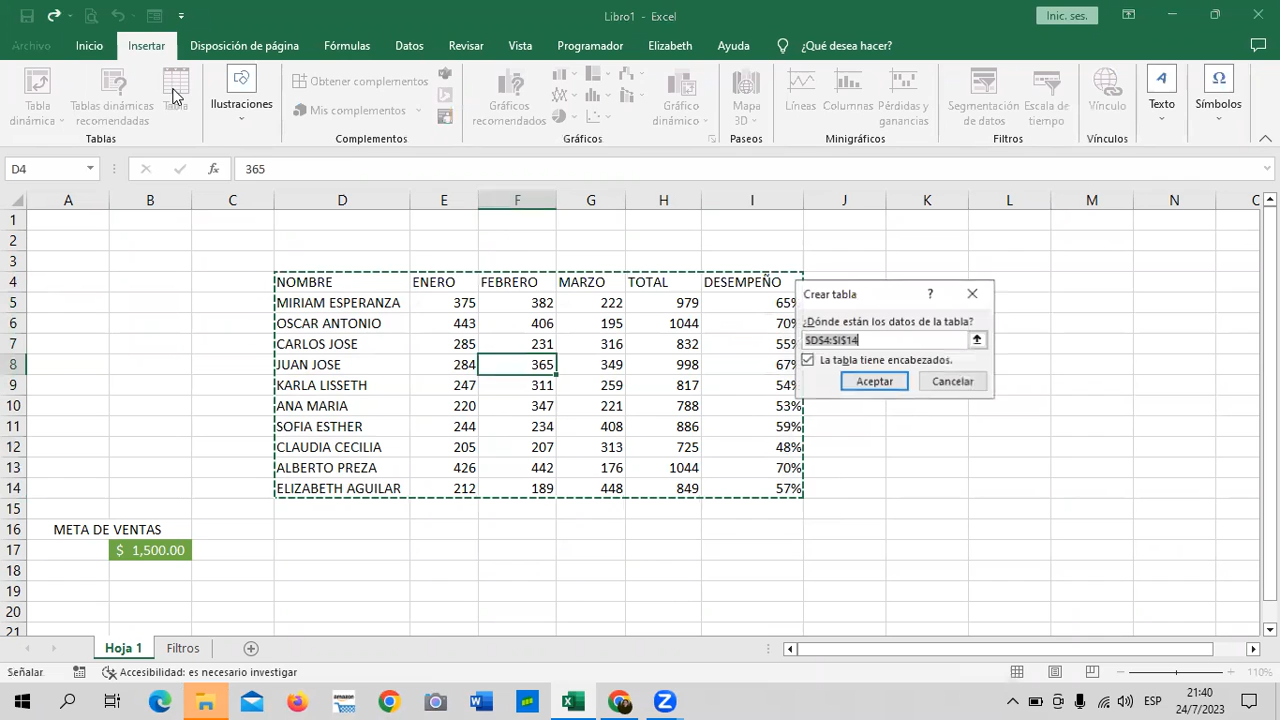 Libro1 - Excel
Inic. ses.
Archivo Inicio Insertar Disposición de página Fórmulas Datos Revisar Vista Programador Elizabeth Ayuda ¿Qué desea hacer?
Tabla dinámica
Tablas dinámicas recomendadas
Tabla
Ilustraciones
Obtener complementos
Mis complementos
Gráficos recomendados
Gráfico dinámico
Mapa 3D
Líneas
Columnas
Pérdidas y ganancias
Segmentación de datos
Escala de tiempo
Vínculo
Texto
Símbolos
Tablas Complementos Gráficos Paseos Minigráficos Filtros Vínculos
D4 fx 365
A B C D E F G H I J K L M N
1
2
3
4 NOMBRE ENERO FEBRERO MARZO TOTAL DESEMPEÑO
5 MIRIAM ESPERANZA 375 382 222 979 65%
6 OSCAR ANTONIO 443 406 195 1044 70%
7 CARLOS JOSE 285 231 316 832 55%
8 JUAN JOSE 284 365 349 998 67%
9 KARLA LISSETH 247 311 259 817 54%
10 ANA MARIA 220 347 221 788 53%
11 SOFIA ESTHER 244 234 408 886 59%
12 CLAUDIA CECILIA 205 207 313 725 48%
13 ALBERTO PREZA 426 442 176 1044 70%
14 ELIZABETH AGUILAR 212 189 448 849 57%
15
16 META DE VENTAS
17 $ 1,500.00
18
19
20
21
Crear tabla ?
¿Dónde están los datos de la tabla?
$D$4:$I$14
La tabla tiene encabezados.
Aceptar Cancelar
Hoja 1 Filtros
Señalar. Accesibilidad: es necesario investigar 110%
ESP
21:40
24/7/2023